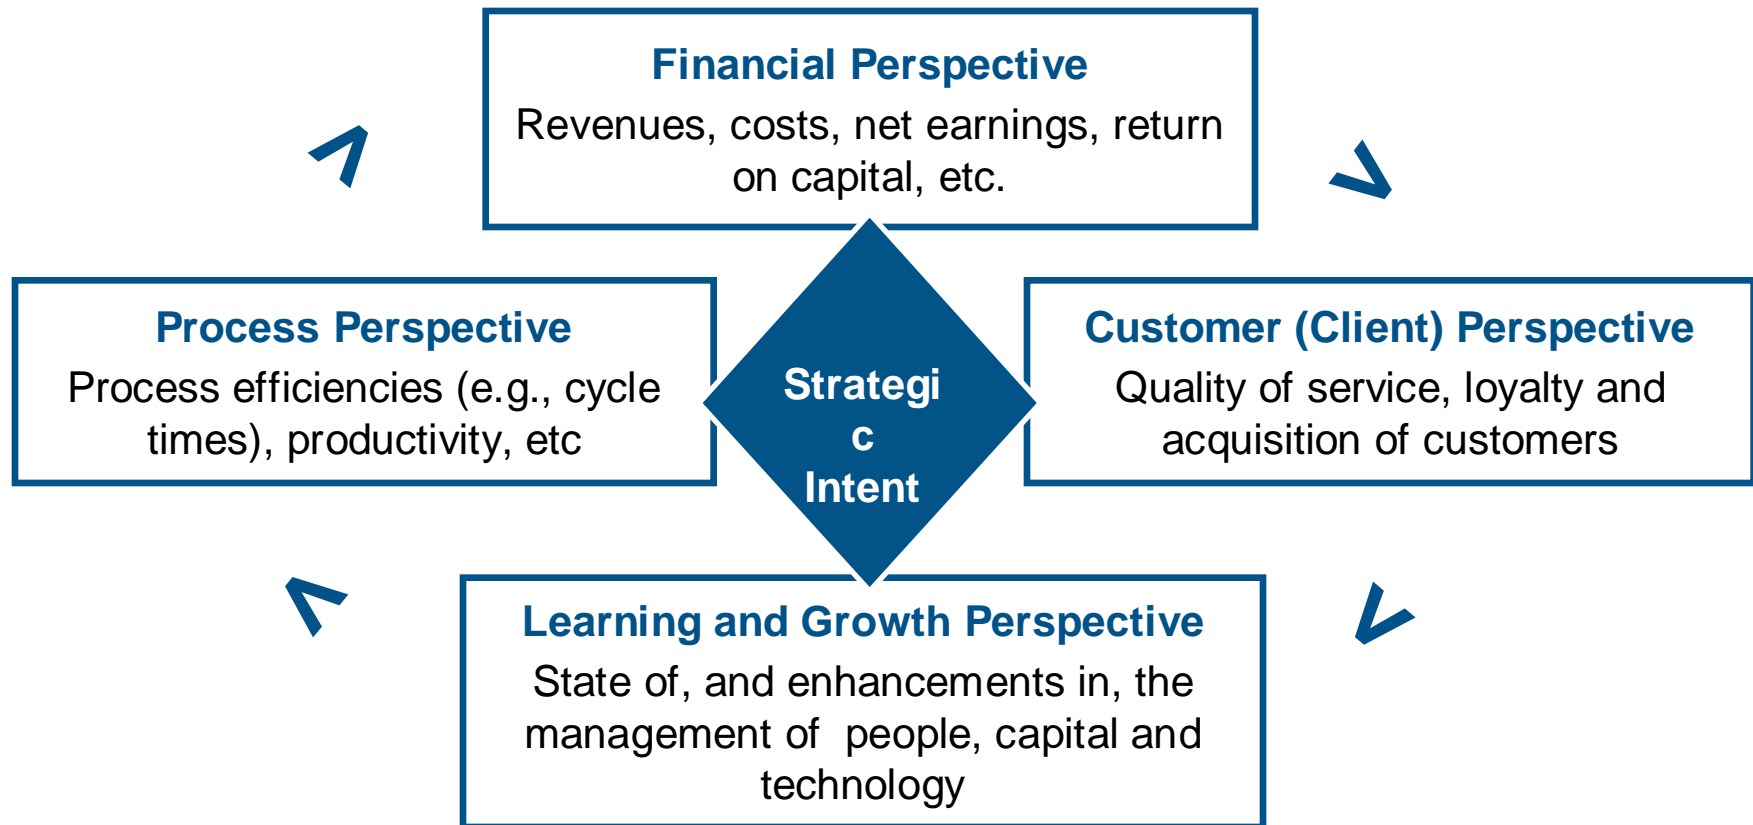 Financial Perspective
Revenues, costs, net earnings, return
on capital, etc.
Process Perspective
Process efficiencies (e.g., cycle
times), productivity, etc
Strategi
c
Intent
Customer (Client) Perspective
Quality of service, loyalty and
acquisition of customers
Learning and Growth Perspective
State of, and enhancements in, the
management of  people, capital and
technology